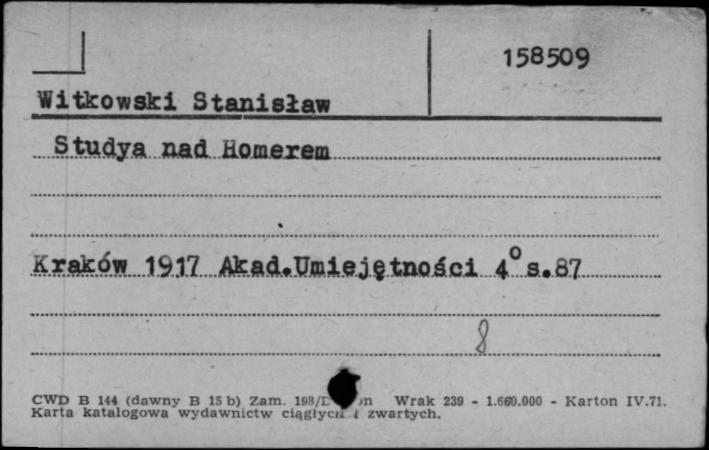 158509
Witkowski Stanisław
Studya nad Homerem
Kraków 1917 Akad.Umiejętności 4° s.87
8
CWD B 144 (dawny B 15 b) Zam. Wrak 239 - 1.660.000 - Karton IV.71.
Karta katalogowa wydawnictw ciągłych i zwartych.